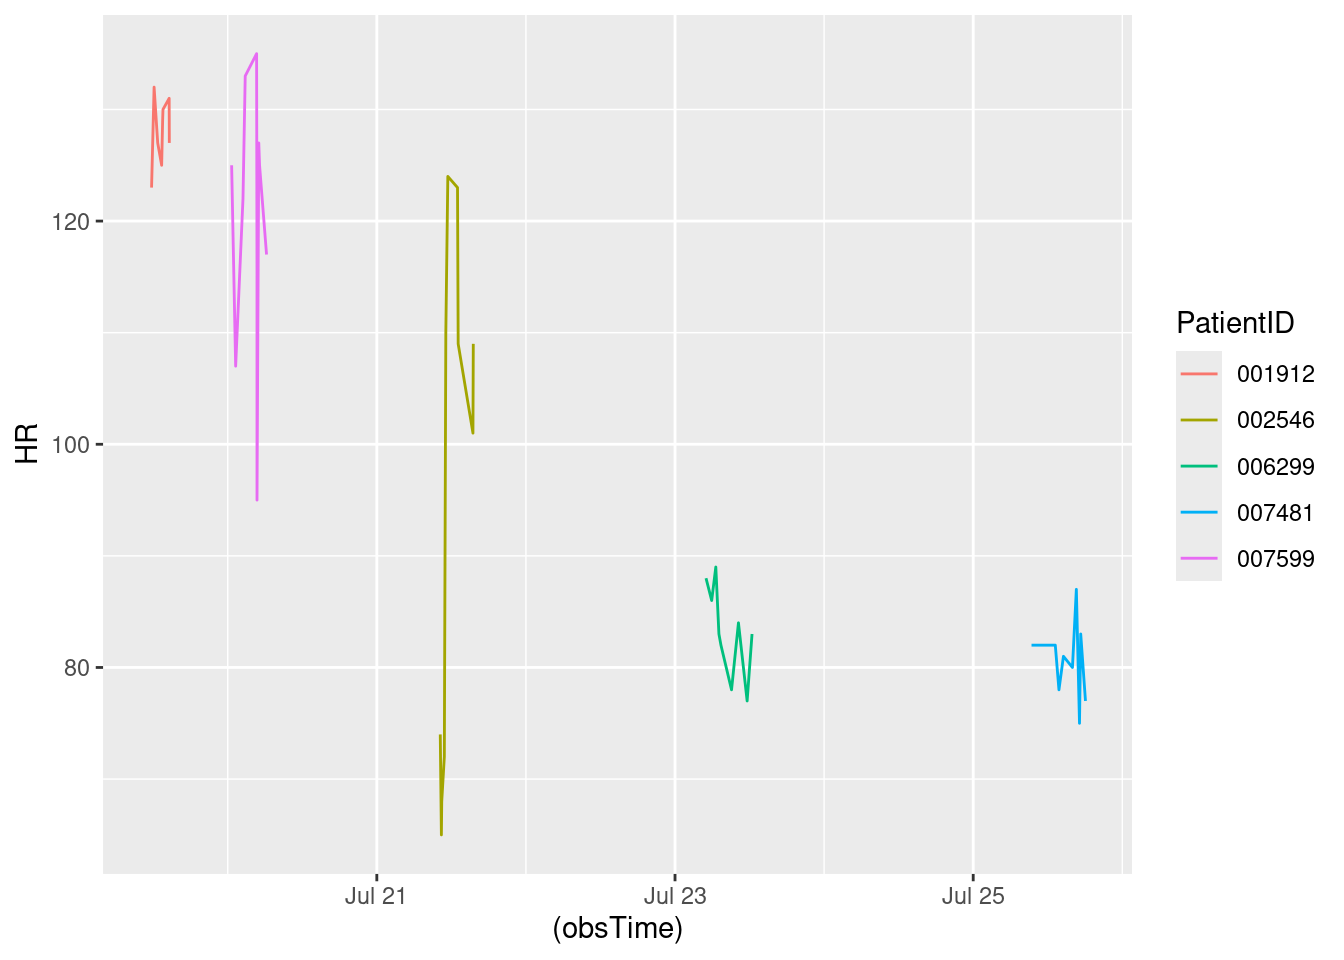 120
100
80
HR
Jul 21
Jul 23
Jul 25
(obsTime)
PatientID
001912
002546
006299
007481
007599